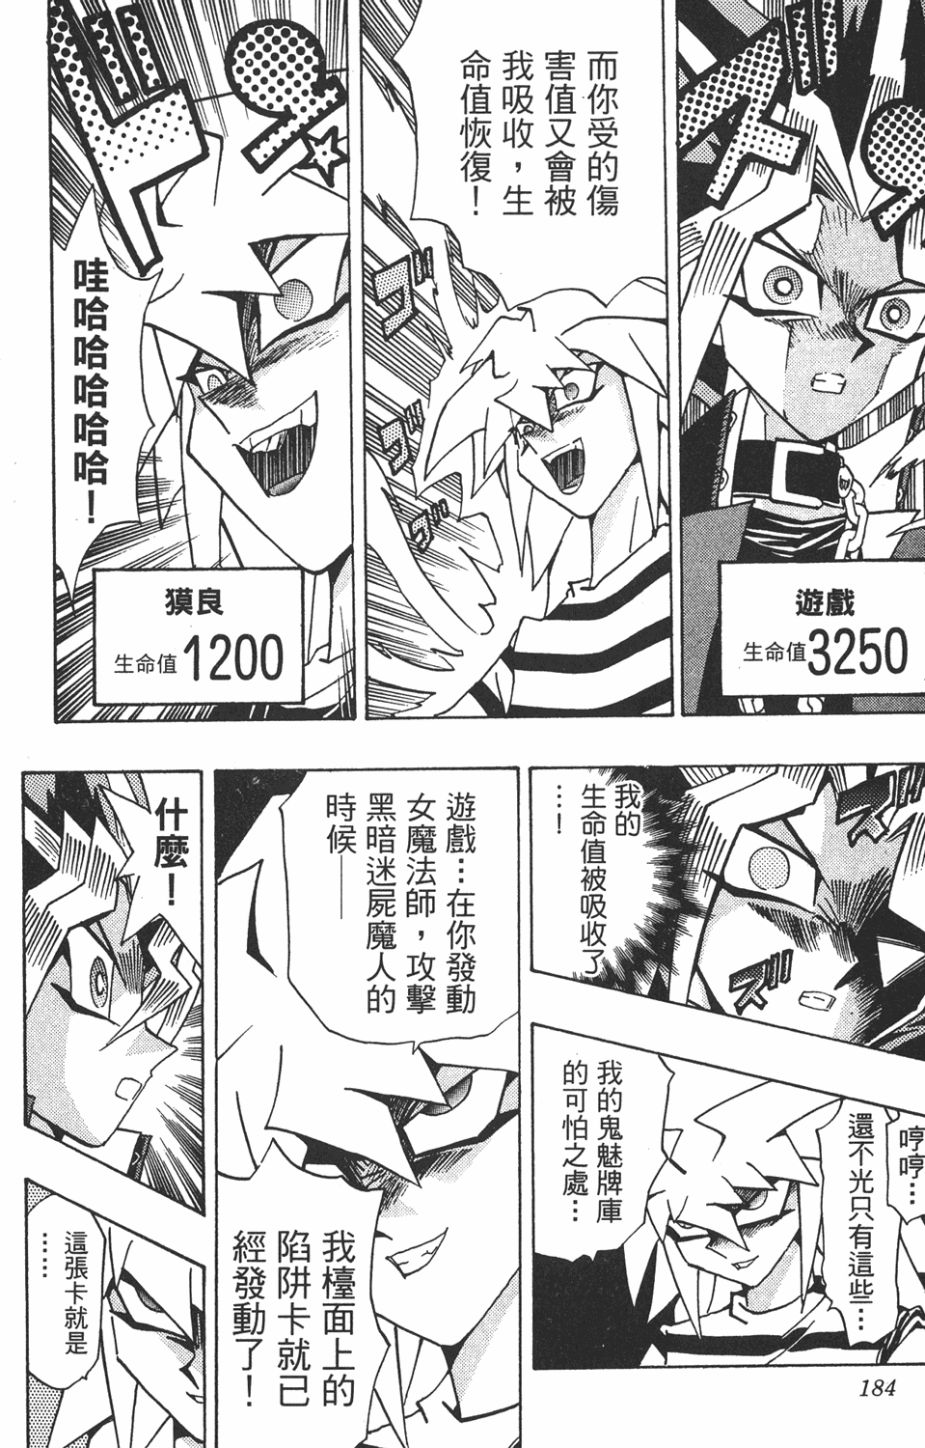 遊戲
生命值3250
而你受的傷
害值又會被
我吸收，生
命值恢復！
ゴゴゴ
哇哈哈哈哈哈！
獏良
生命值1200
我的
生命值被吸收了
…！
ズズ
哼哼…
還不光只有這些…
我的鬼魅牌庫
的可怕之處…
遊戲…在你發動
女魔法師，攻擊
黑暗迷屍魔人的
時候──
我檯面上的
陷阱卡就已
經發動了！
什麼！
這張卡就是
……
184